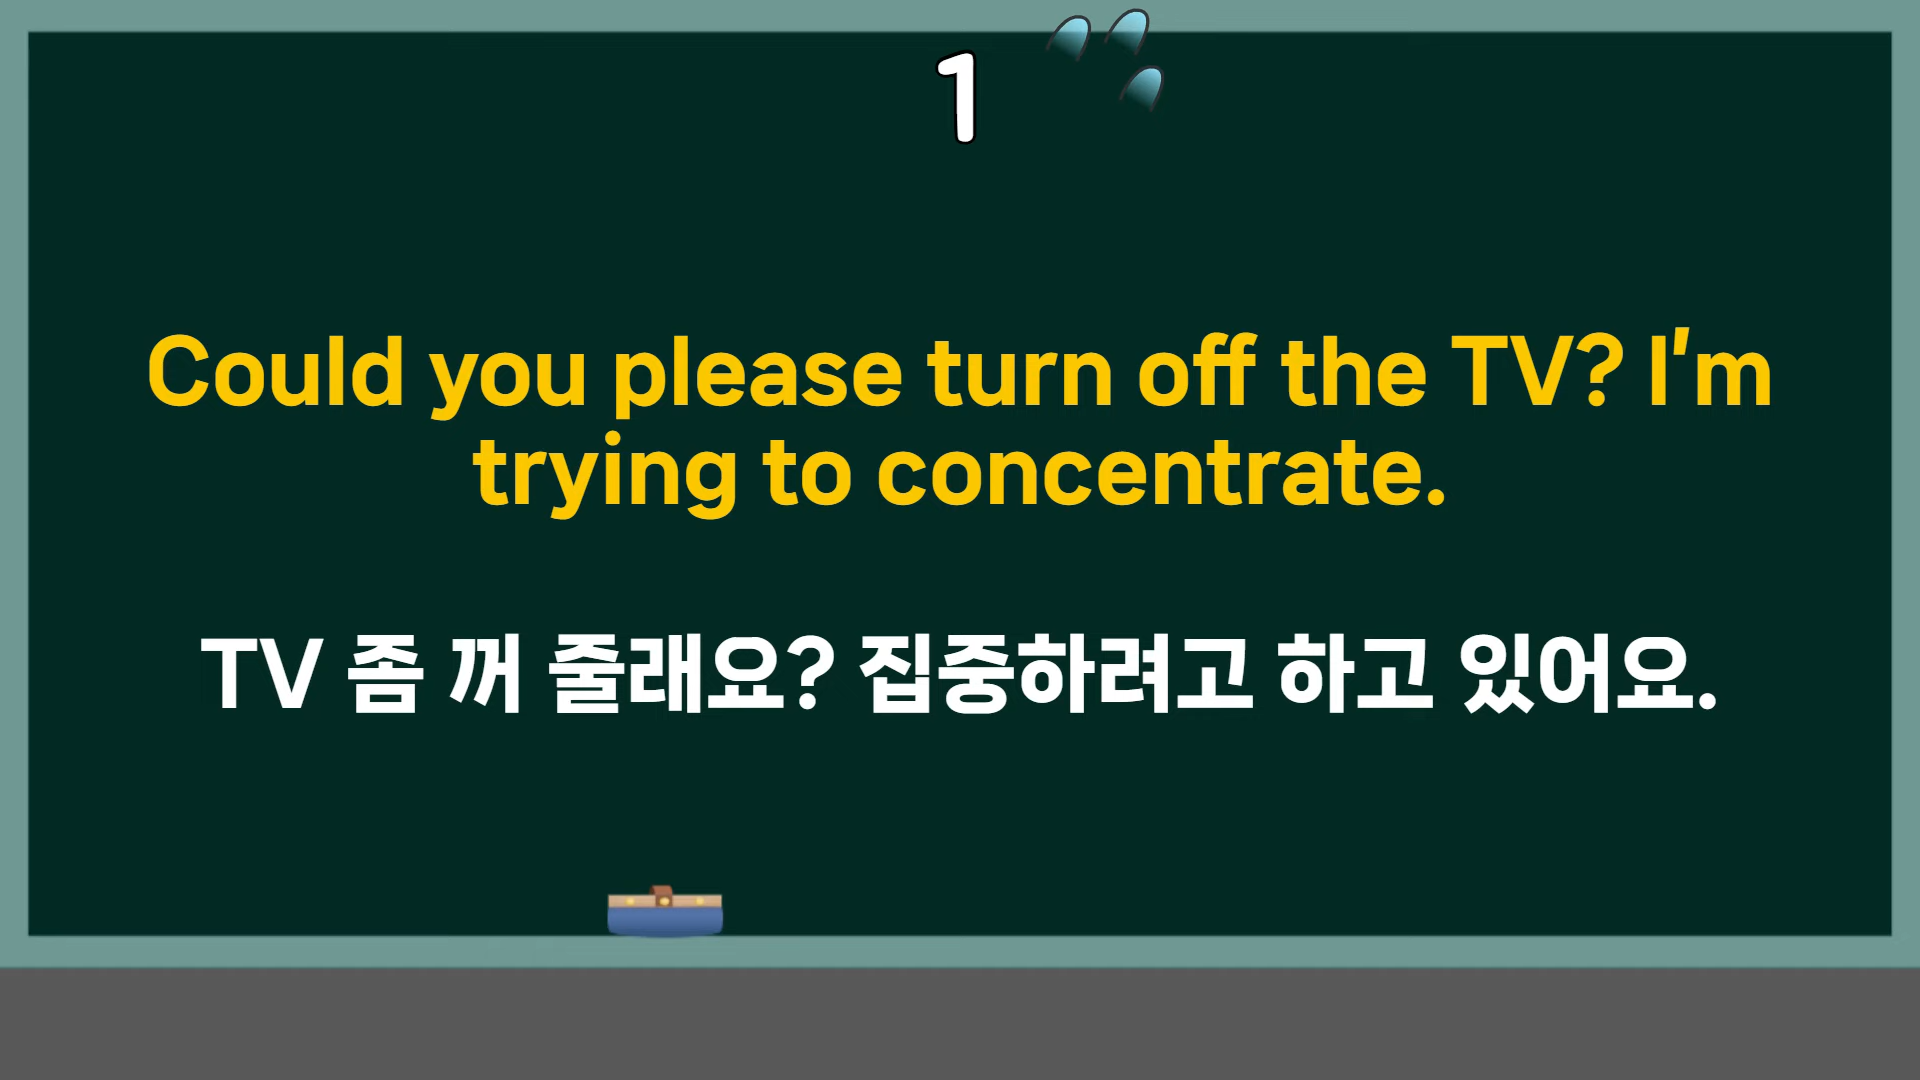 1
Could you please turn off the TV? I'm
trying to concentrate.
TV 좀 꺼 줄래요? 집중하려고 하고 있어요.